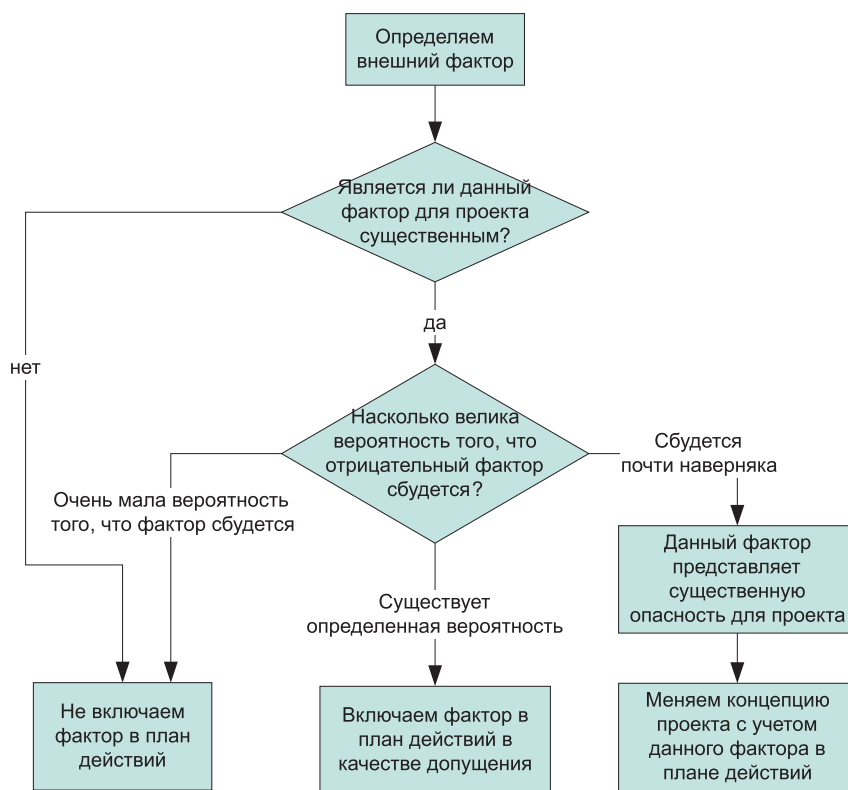 Определяем
внешний фактор
Является ли данный
фактор для проекта
существенным?
да
нет
Насколько велика
вероятность того, что
отрицательный фактор
сбудется?
Сбудется
почти наверняка
Очень мала вероятность
того, что фактор сбудется
Данный фактор
представляет
существенную
опасность для проекта
Существует
определенная вероятность
Не включаем
фактор в план
действий
Включаем фактор в
план действий в
качестве допущения
Меняем концепцию
проекта с учетом
данного фактора в
плане действий